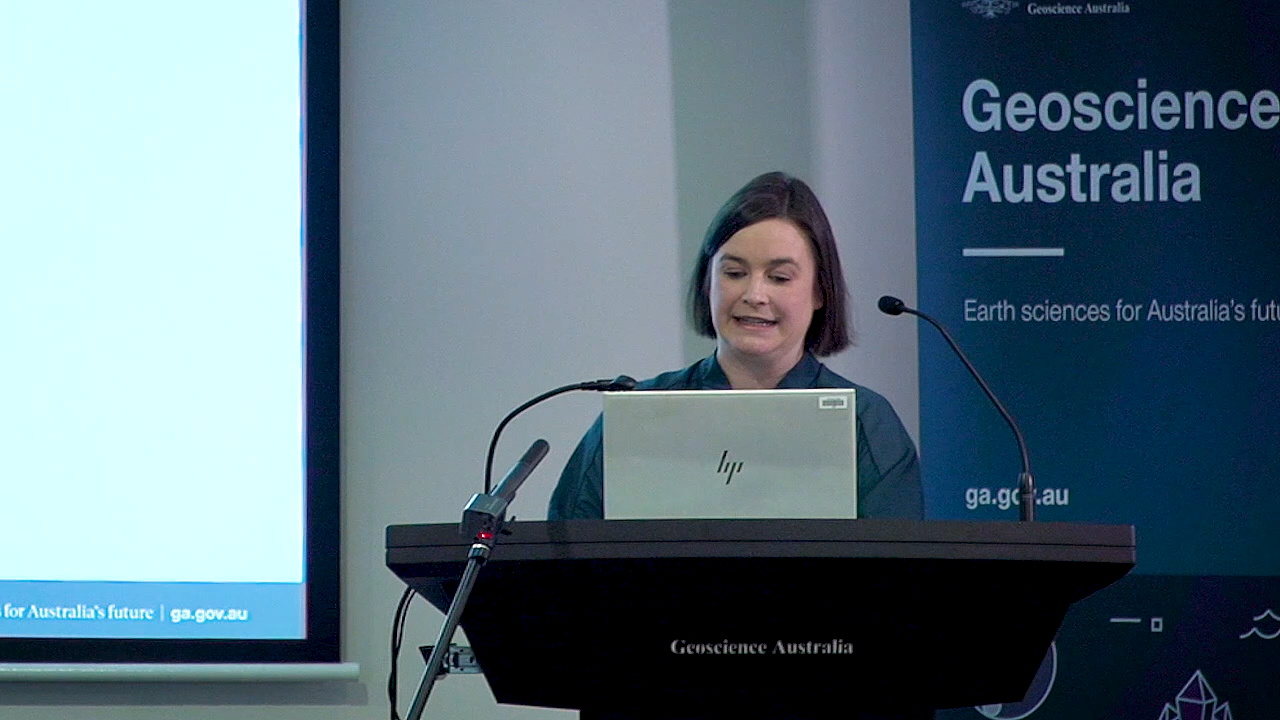 Geoscience Australia
Geoscience
Australia
Earth sciences for Australia's
ga.gov.au
for Australia's future | ga.gov.au
hp
Geoscience Australia